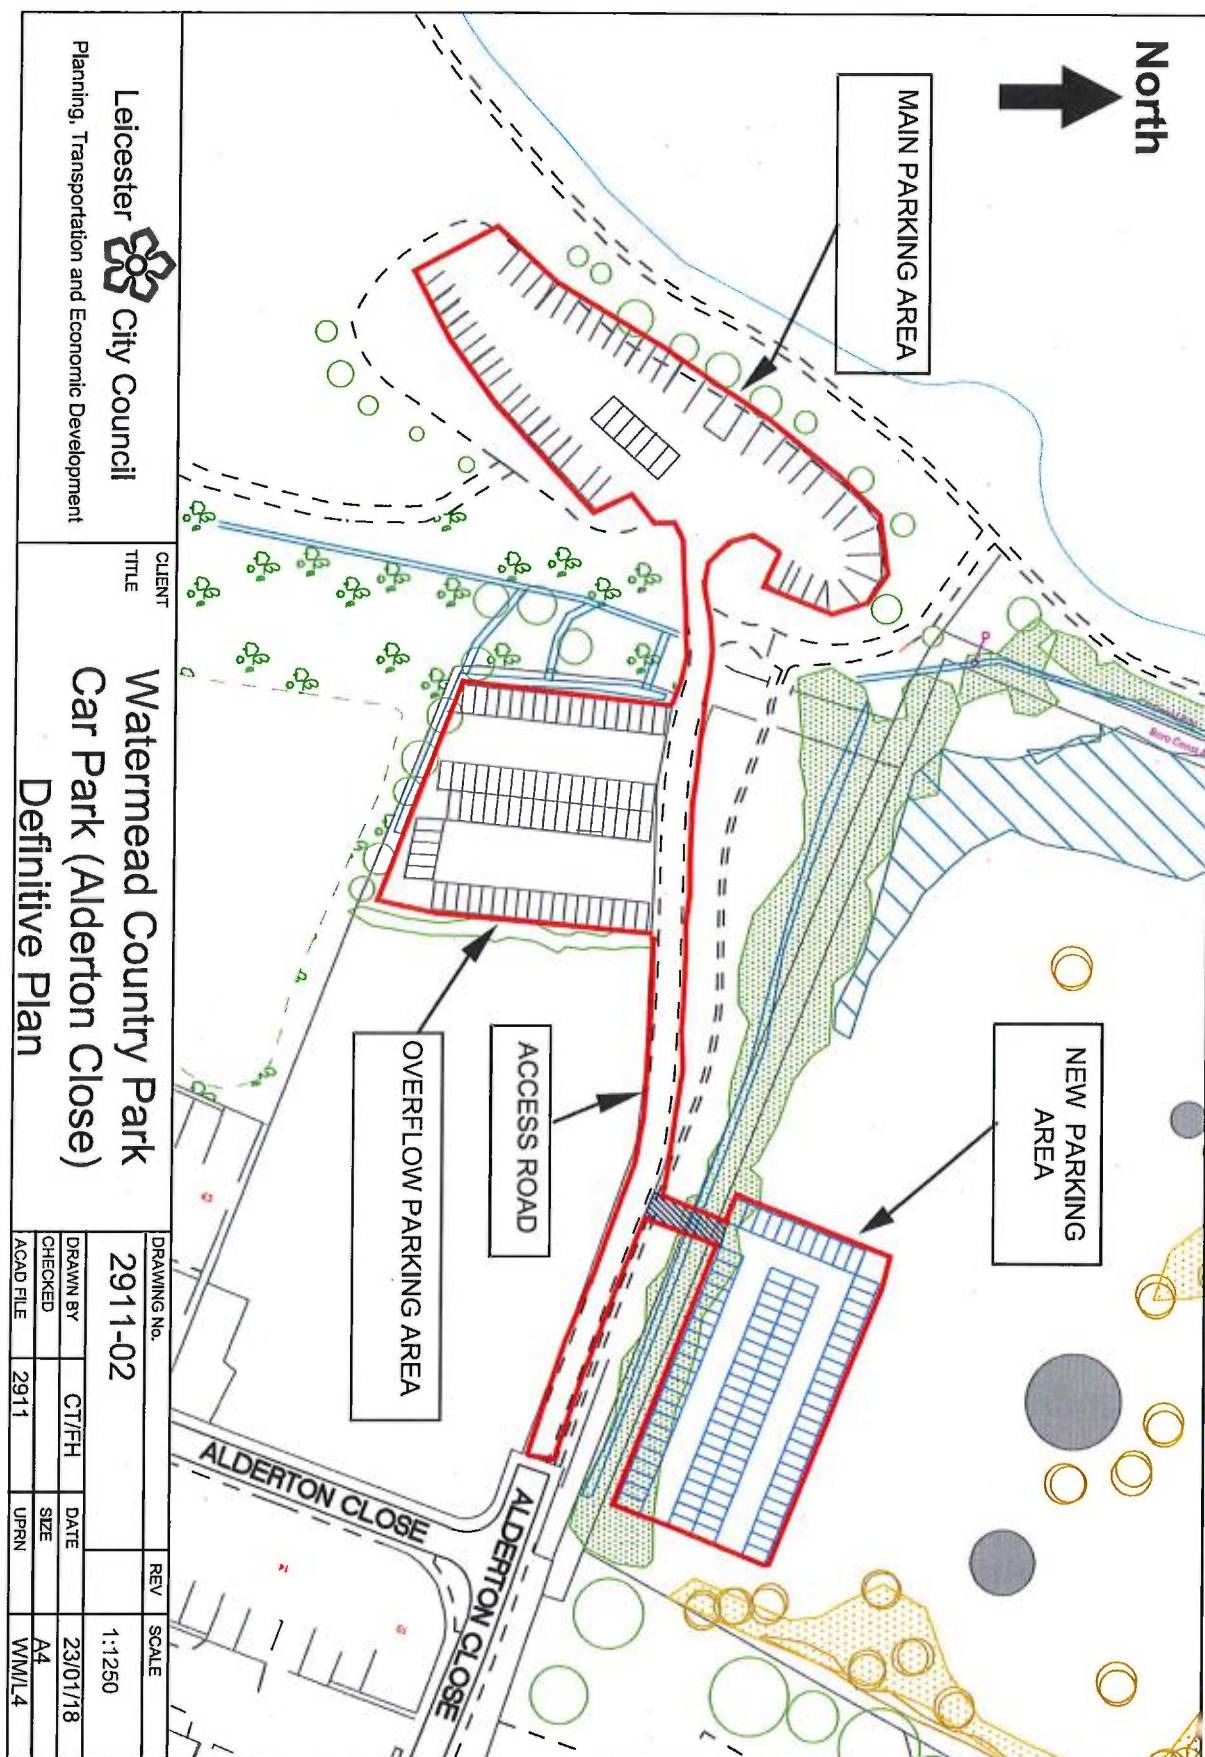 North
MAIN PARKING AREA
NEW PARKING
AREA
ACCESS ROAD
OVERFLOW PARKING AREA
ALDERTON CLOSE
ALDERTON CLOSE
14
Leicester City Council
Planning, Transportation and Economic Development
CLIENT
TITLE
Watermead Country Park
Car Park (Alderton Close)
Definitive Plan
DRAWING No.
2911-02
REV
SCALE
1:1250
DRAWN BY
CT/FH
DATE
23/01/18
CHECKED
SIZE
A4
ACAD FILE
2911
UPRN
WM/L4